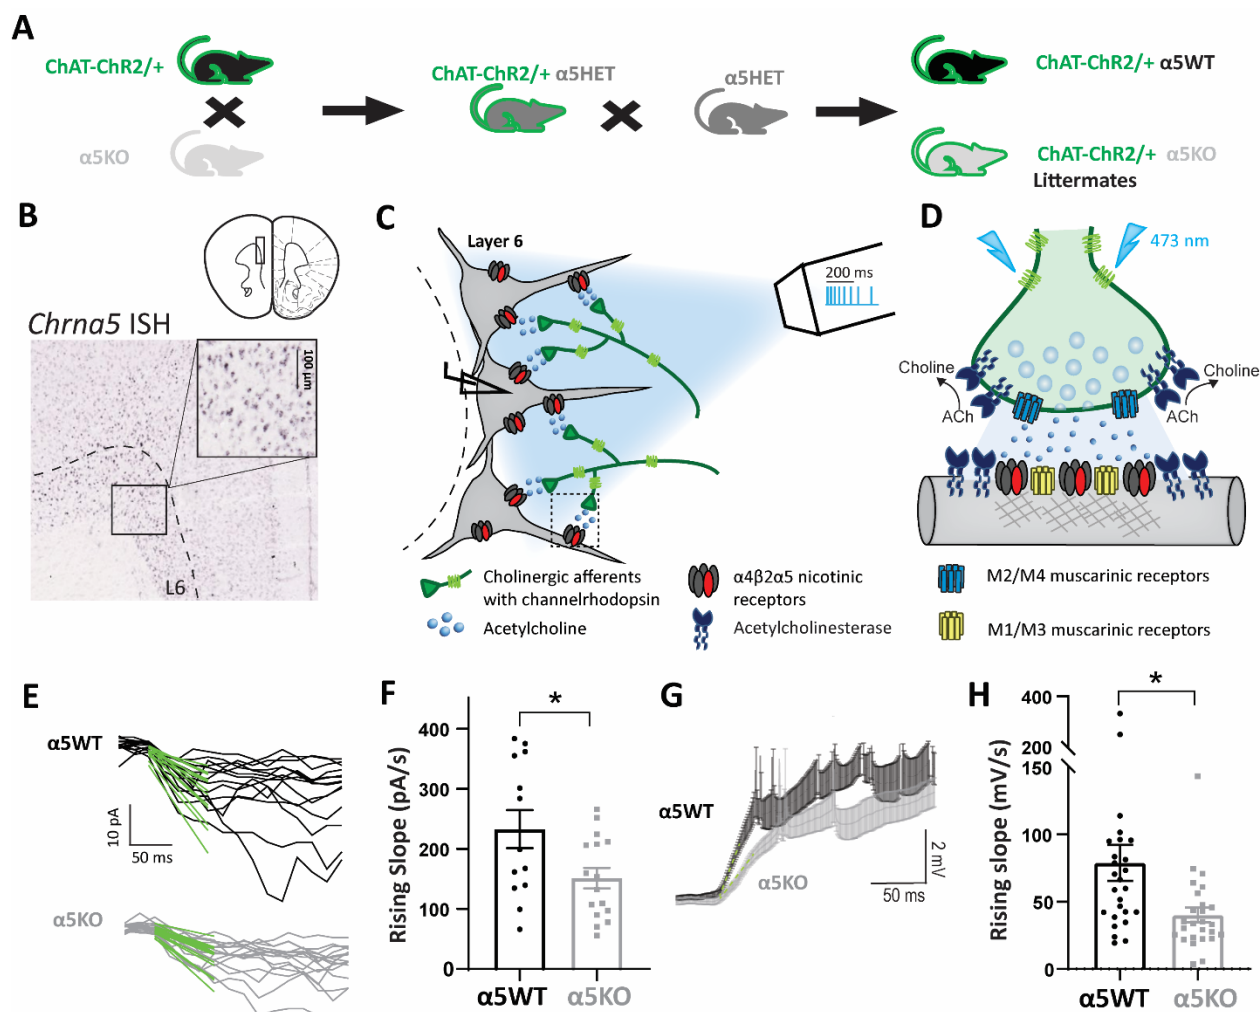 A
ChAT-ChR2/+
α5KO
ChAT-ChR2/+ α5HET
α5HET
ChAT-ChR2/+ α5WT
ChAT-ChR2/+ α5KO
Littermates
B
Chrna5 ISH
100 µm
L6
C
Layer 6
200 ms
D
473 nm
Choline
ACh
Choline
ACh
Cholinergic afferents
with channelrhodopsin
Acetylcholine
α4β2α5 nicotinic
receptors
Acetylcholinesterase
M2/M4 muscarinic receptors
M1/M3 muscarinic receptors
E
α5WT
10 pA
50 ms
α5KO
F
Rising Slope (pA/s)
400
300
200
100
0
*
α5WT
α5KO
G
α5WT
α5KO
2 mV
50 ms
H
Rising slope (mV/s)
400
200
150
100
50
0
*
α5WT
α5KO